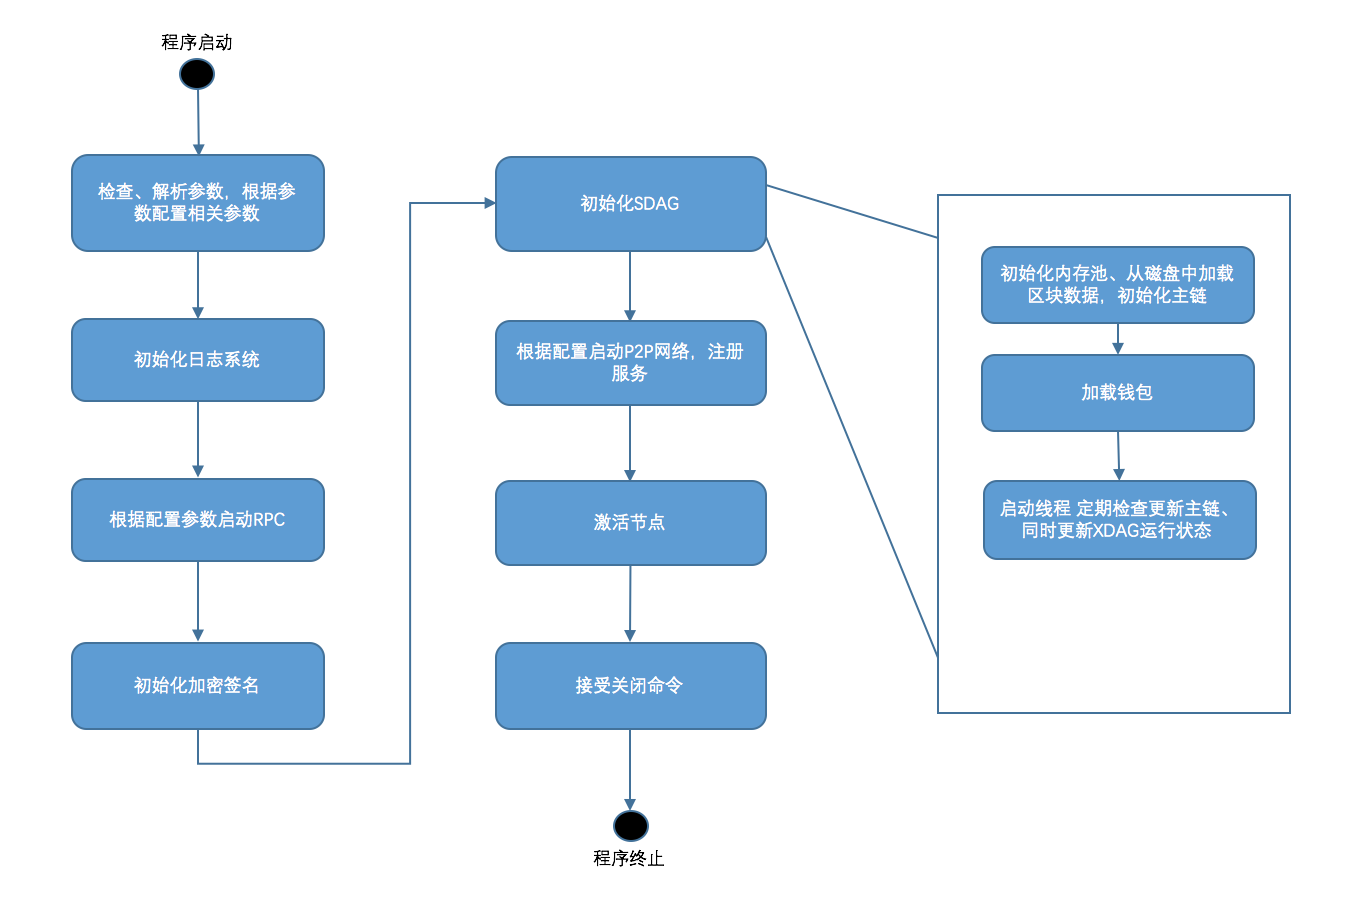 程序启动
检查、解析参数，根据参
数配置相关参数
初始化日志系统
根据配置参数启动RPC
初始化加密签名
初始化SDAG
根据配置启动P2P网络，注册
服务
激活节点
接受关闭命令
程序终止
初始化内存池、从磁盘中加载
区块数据，初始化主链
加载钱包
启动线程 定期检查更新主链、
同时更新XDAG运行状态